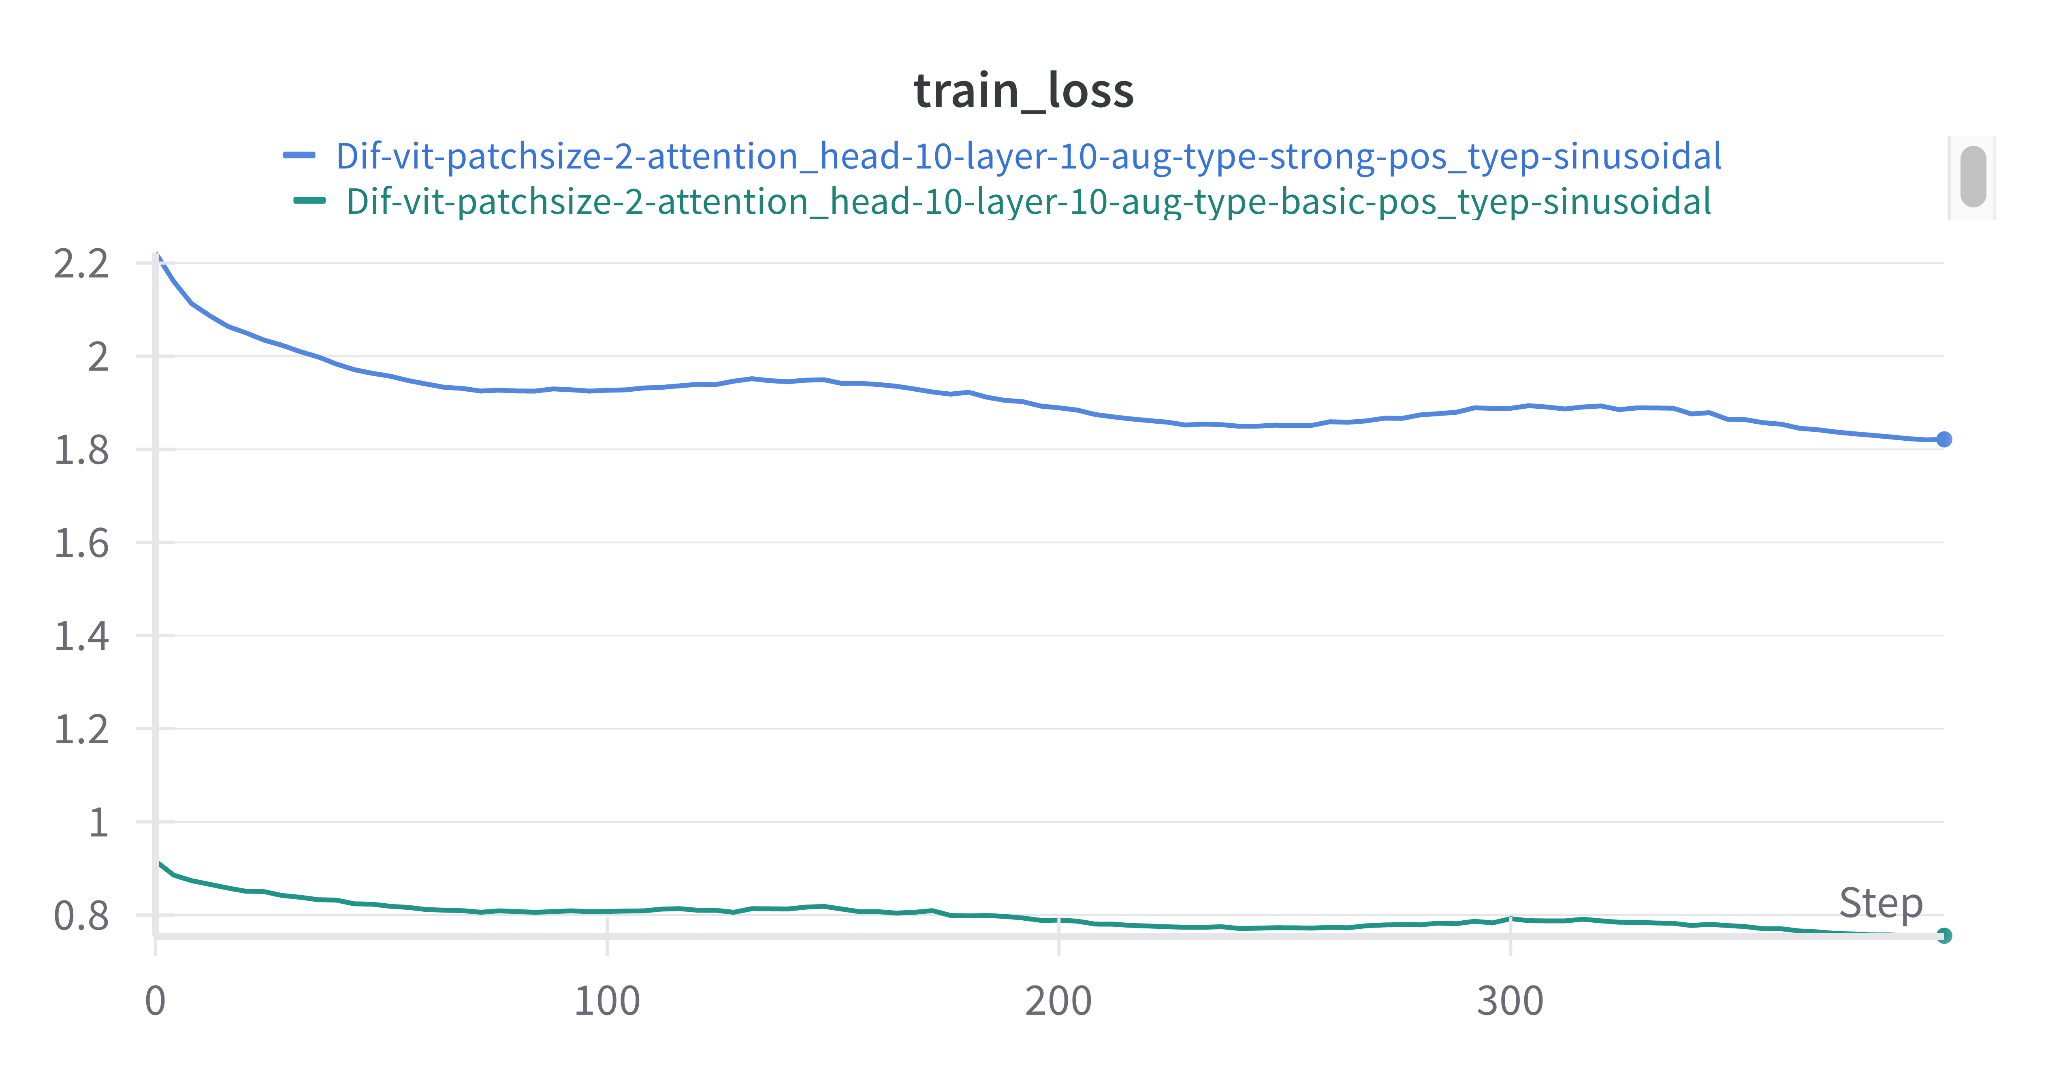 train_loss
Dif-vit-patchsize-2-attention_head-10-layer-10-aug-type-strong-pos_tyep-sinusoidal
Dif-vit-patchsize-2-attention_head-10-layer-10-aug-type-basic-pos_tyep-sinusoidal
2.2
2
1.8
1.6
1.4
1.2
1
0.8
Step
0 100 200 300